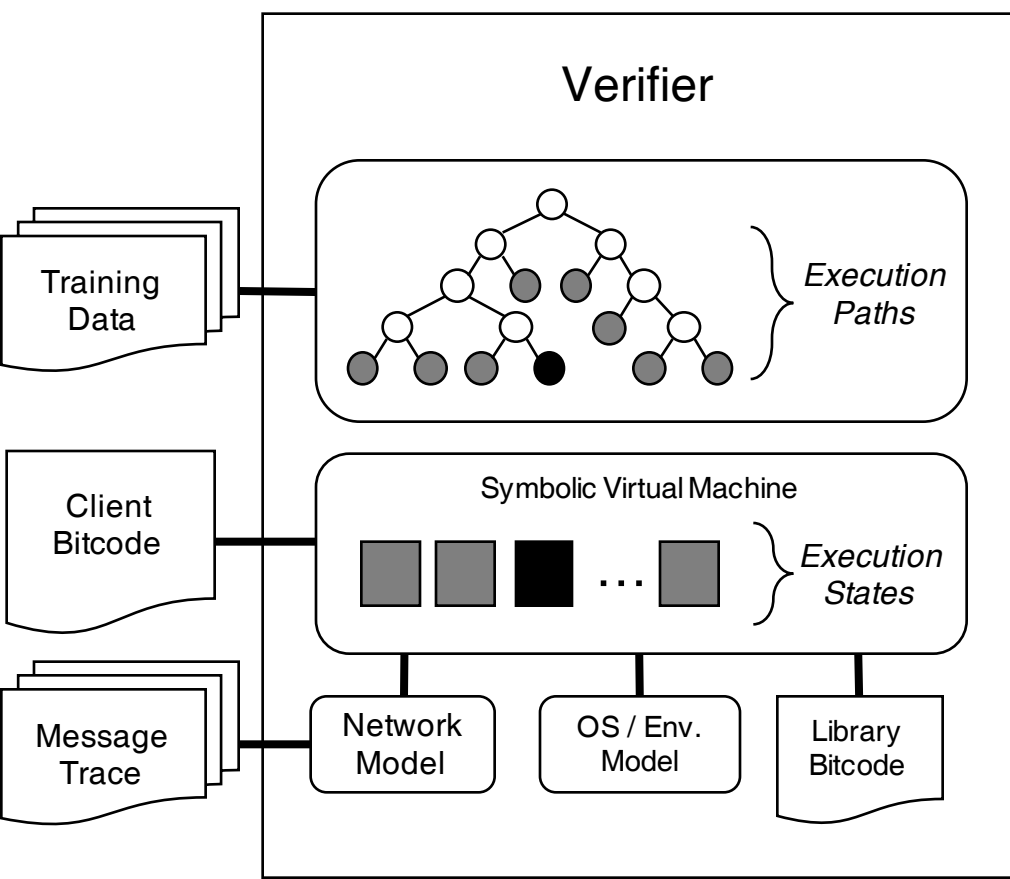 Verifier
Training
Data
Execution
Paths
Client
Bitcode
Symbolic Virtual Machine
...
Execution
States
Message
Trace
Network
Model
OS / Env.
Model
Library
Bitcode